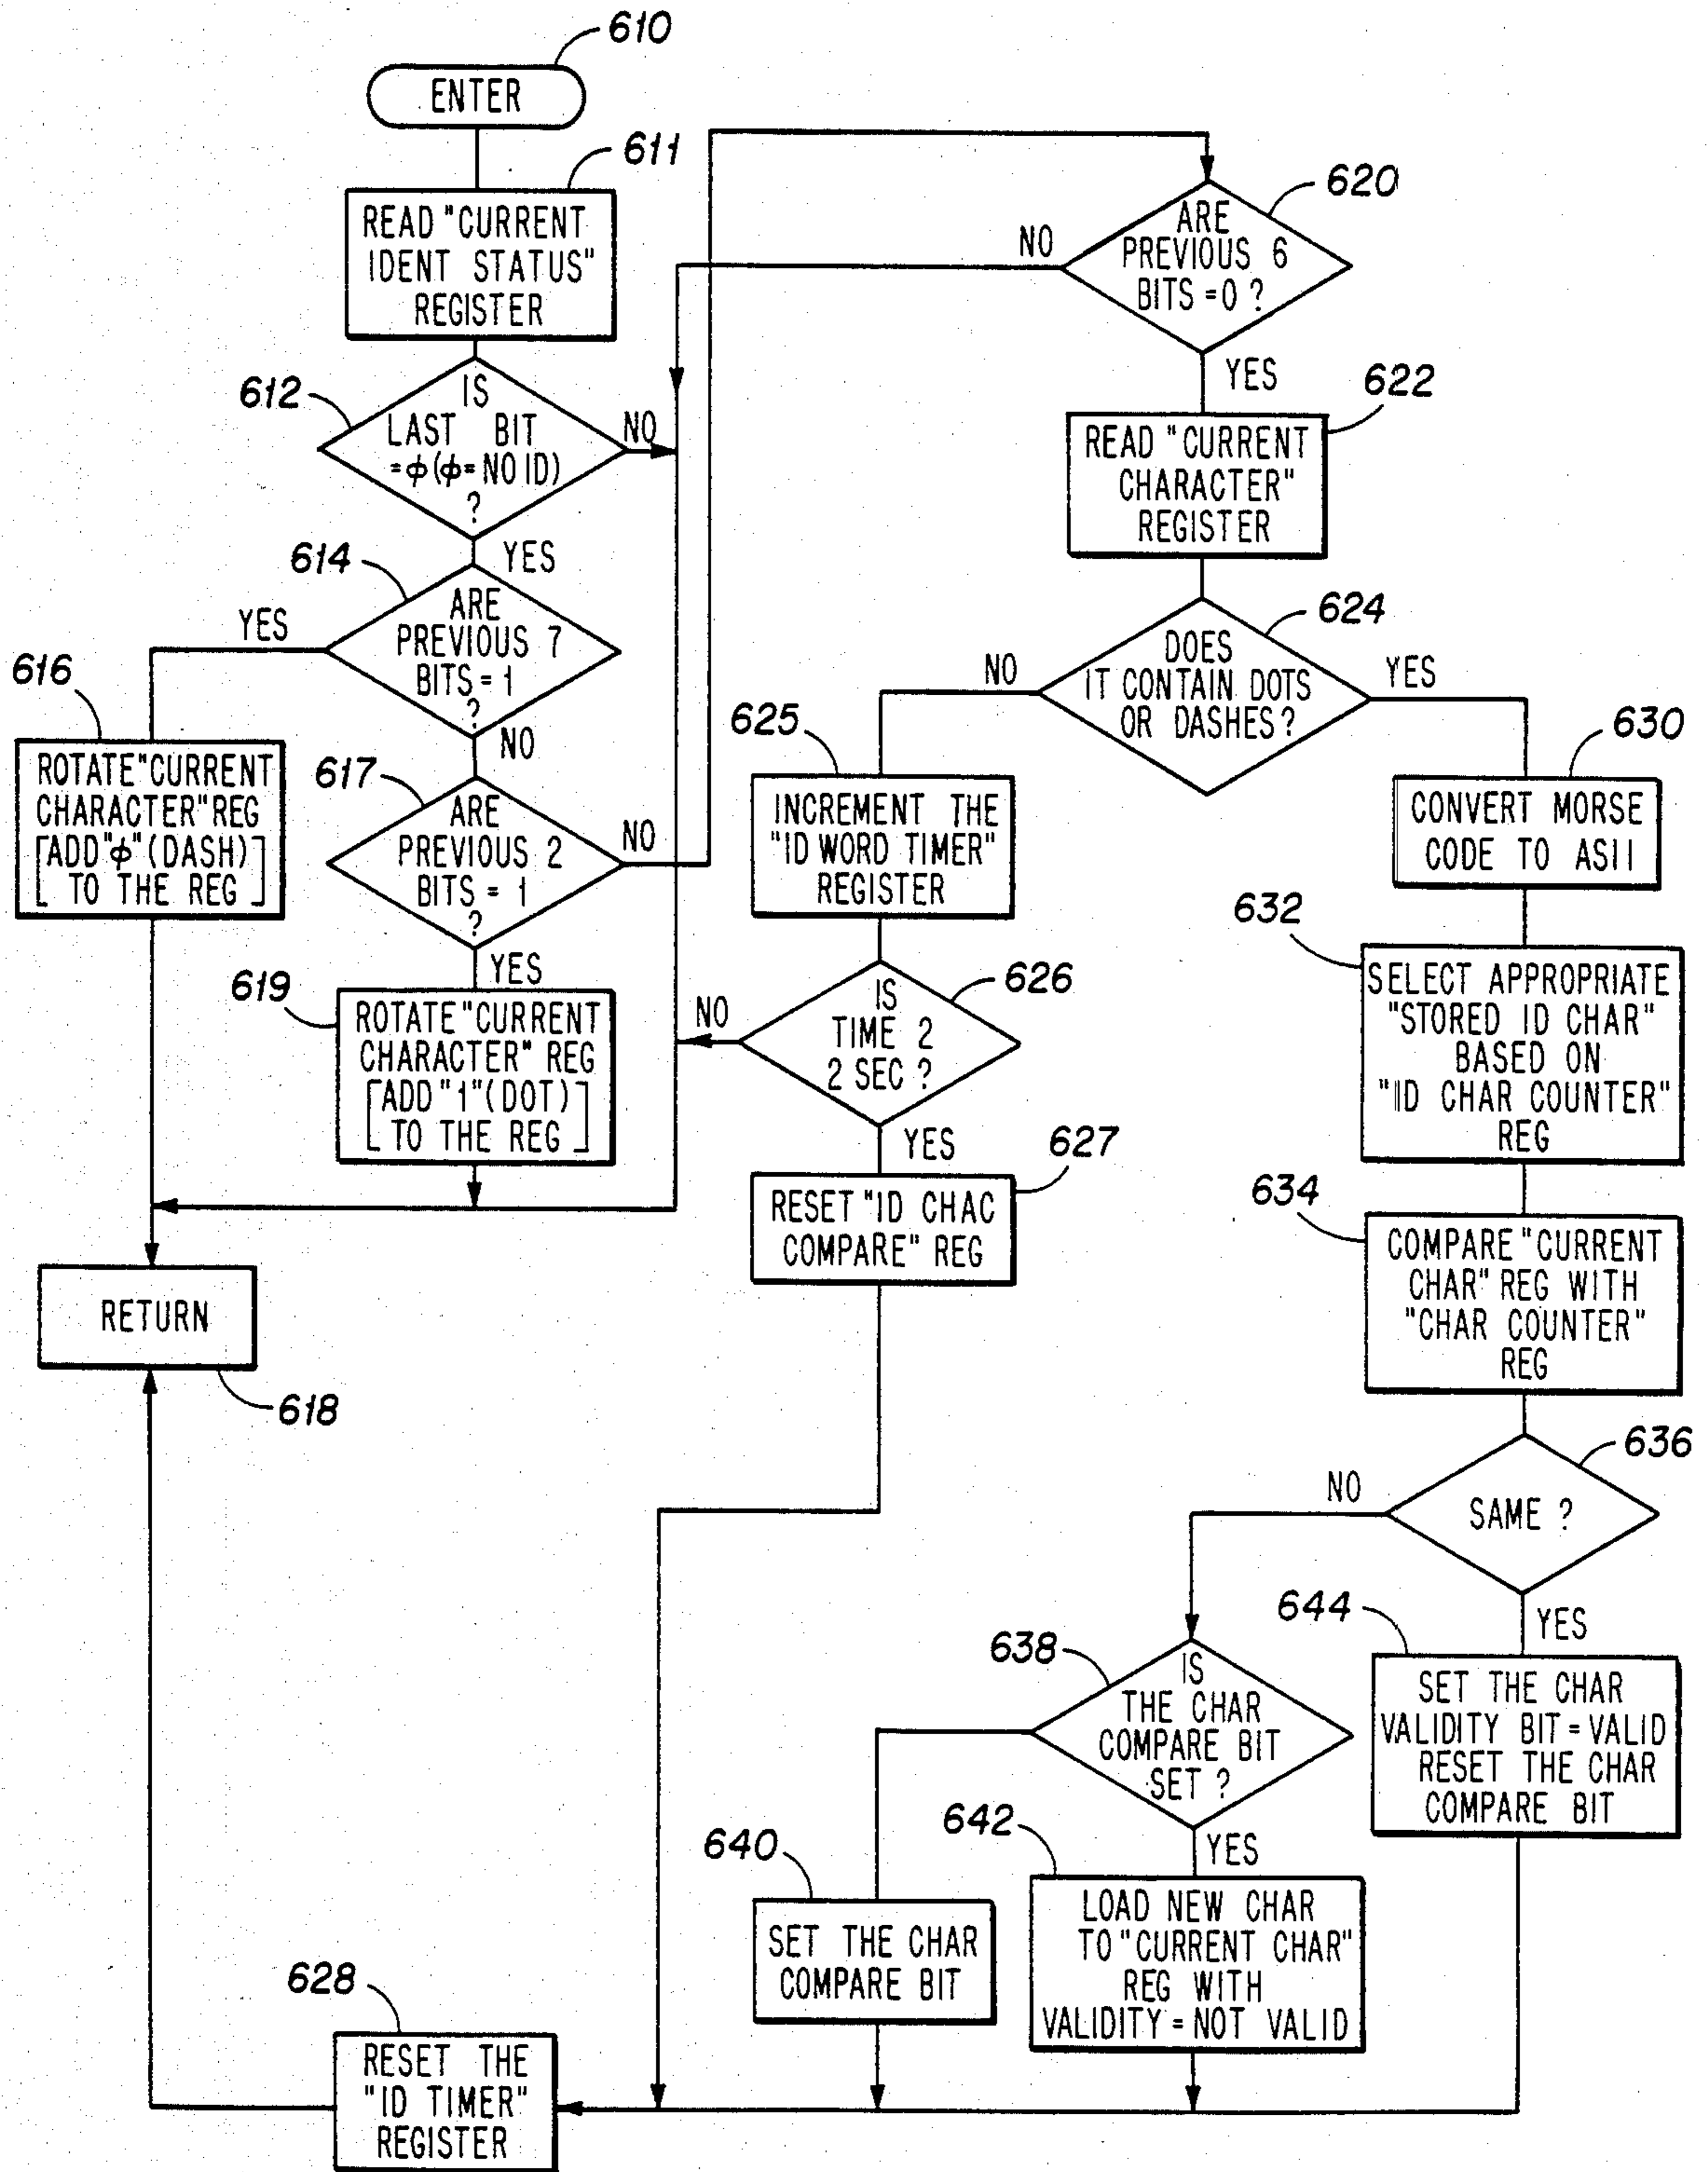 610
ENTER
611
READ "CURRENT
IDENT STATUS"
REGISTER
612
IS
LAST BIT
=ϕ(ϕ=NO ID)
?
NO
YES
614
ARE
PREVIOUS 7
BITS = 1
?
YES
NO
616
ROTATE "CURRENT
CHARACTER" REG
[ADD "ϕ" (DASH)
TO THE REG]
617
ARE
PREVIOUS 2
BITS = 1
?
NO
YES
619
ROTATE "CURRENT
CHARACTER" REG
[ADD "1" (DOT)
TO THE REG]
RETURN
618
620
ARE
PREVIOUS 6
BITS =0 ?
NO
YES
622
READ "CURRENT
CHARACTER"
REGISTER
624
DOES
IT CONTAIN DOTS
OR DASHES ?
NO
YES
625
INCREMENT THE
"ID WORD TIMER"
REGISTER
626
IS
TIME 2
2 SEC ?
NO
YES
627
RESET "ID CHAC
COMPARE" REG
630
CONVERT MORSE
CODE TO ASII
632
SELECT APPROPRIATE
"STORED ID CHAR"
BASED ON
"ID CHAR COUNTER"
REG
634
COMPARE "CURRENT
CHAR" REG WITH
"CHAR COUNTER"
REG
636
SAME ?
NO
YES
638
IS
THE CHAR
COMPARE BIT
SET ?
YES
640
SET THE CHAR
COMPARE BIT
642
LOAD NEW CHAR
TO "CURRENT CHAR"
REG WITH
VALIDITY = NOT VALID
644
SET THE CHAR
VALIDITY BIT = VALID
RESET THE CHAR
COMPARE BIT
628
RESET THE
"ID TIMER"
REGISTER